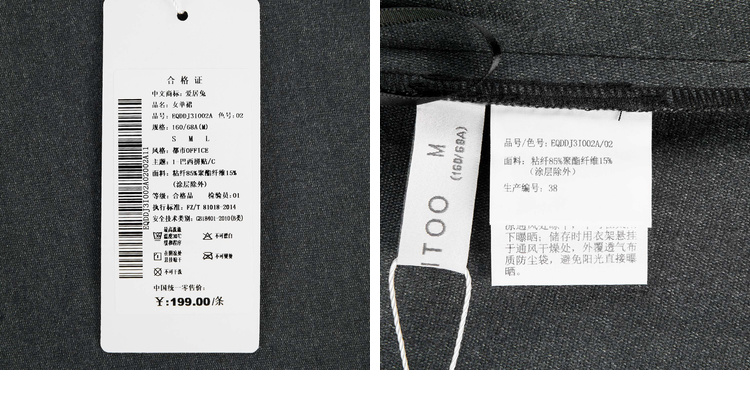 合 格 证
中文商标: 爱居兔
品名: 女单裙
品号: EQDDJ3I002A 色号:02
规格: 160/68A(M)
S M L
风格: 都市OFFICE
主题: 1-巴西拼贴/C
面料: 粘纤85%聚酯纤维15%
(涂层除外)
等级: 合格品 检验员:01
执行标准: FZ/T 81018-2014
安全技术类别: GB18401-2010(B类)
不可漂白
不可干洗
中国统一零售价:
¥:199.00/条
EQDDJ3I002A02002A11
ITOO M
(160/68A)
品号/色号: EQDDJ3I002A/02
面料: 粘纤85%聚酯纤维15%
(涂层除外)
生产编号: 38
下曝晒; 储存时用衣架悬挂
于通风干燥处, 外覆透气布
质防尘袋, 避免阳光直接曝
晒。